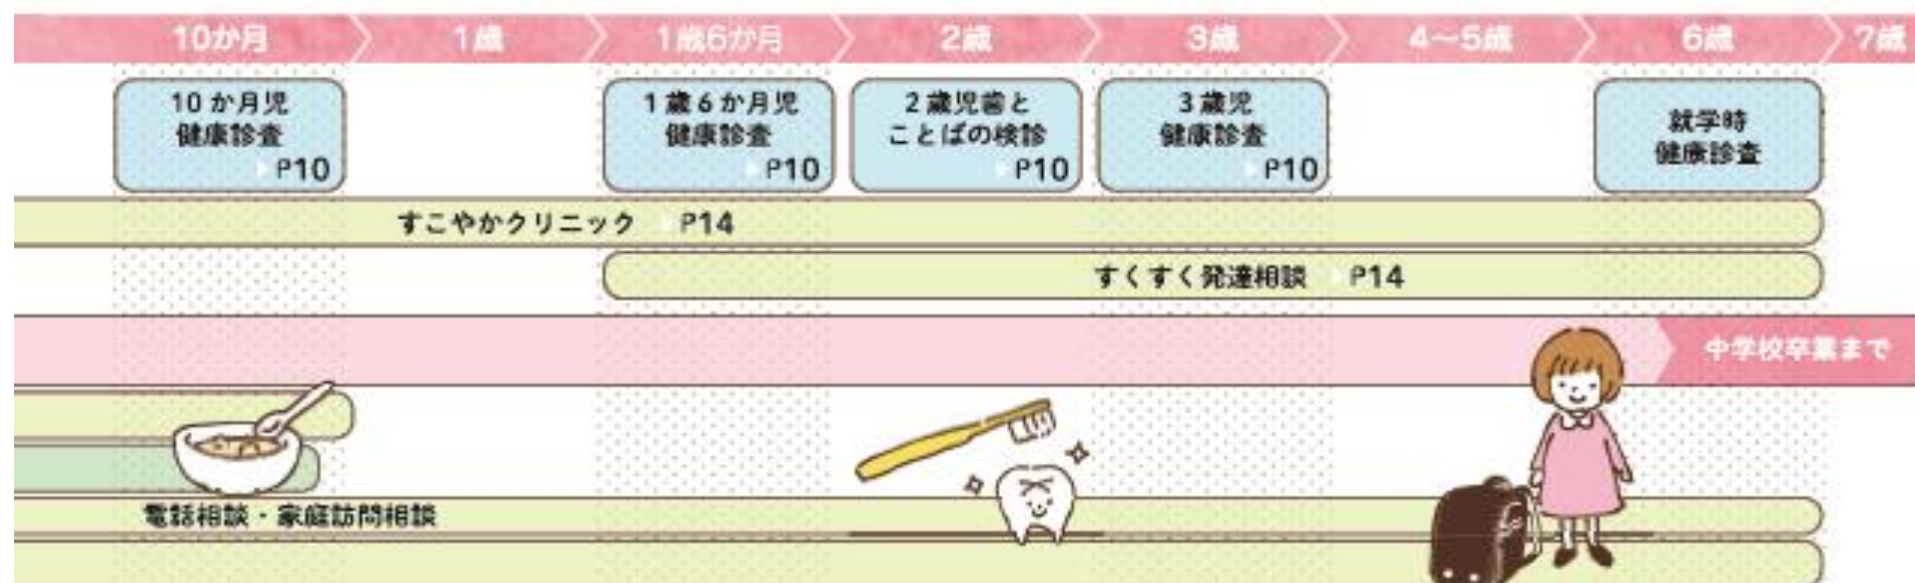 10か月
1歳
1歳6か月
2歳
3歳
4〜5歳
6歳
7歳
10か月児
健康診査
P10
1歳6か月児
健康診査
P10
2歳児歯と
ことばの検診
P10
3歳児
健康診査
P10
就学時
健康診査
すこやかクリニック P14
すくすく発達相談 P14
中学校卒業まで
電話相談・家庭訪問相談